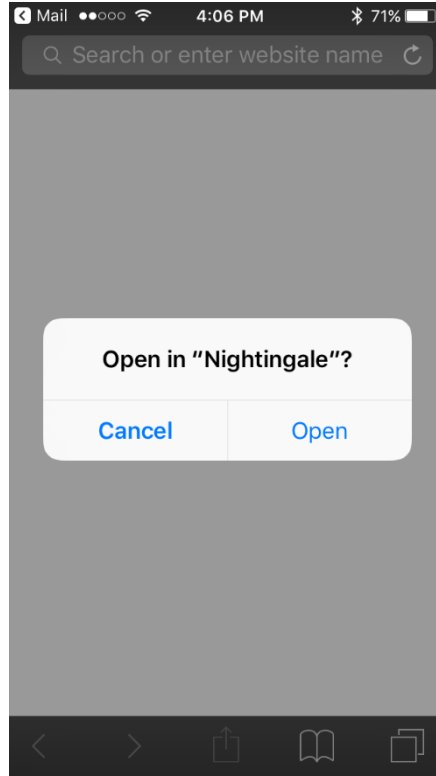 Mail 4:06 PM 71%
Search or enter website name
Open in “Nightingale”?
Cancel Open